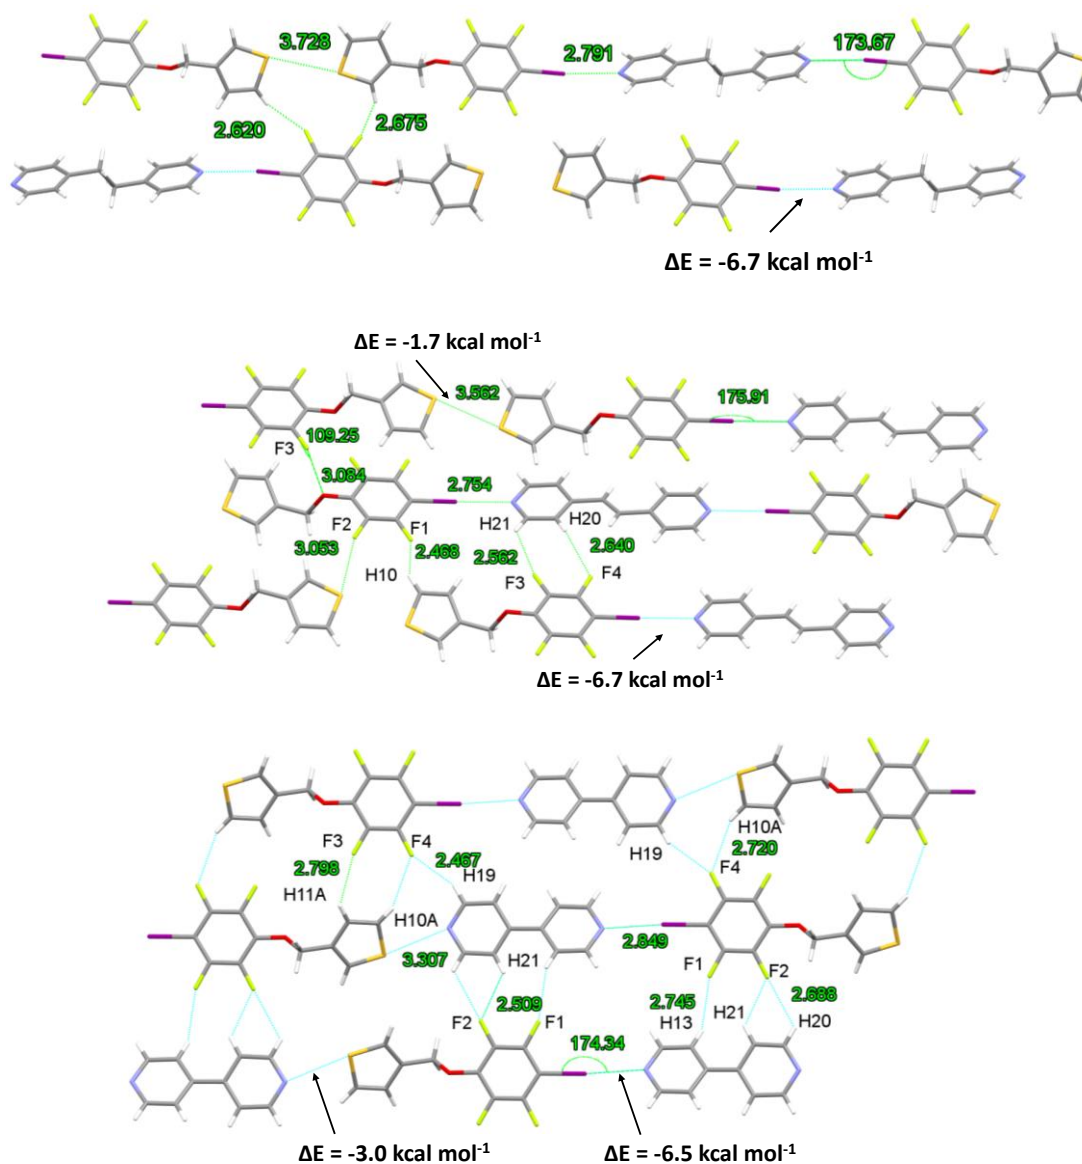 3.728
2.791
173.67
2.620
2.675
ΔE = -6.7 kcal mol-1
ΔE = -1.7 kcal mol-1
3.562
175.91
F3
109.25
3.084
2.754
F2
F1
H21
H20
3.053
2.468
2.562
2.640
H10
F3
F4
ΔE = -6.7 kcal mol-1
H10A
F3
F4
H19
2.720
2.798
2.467
H19
F4
H11A
H10A
3.307
2.849
H21
F1
F2
2.509
2.745
2.688
F2
F1
H13
H21
H20
174.34
ΔE = -3.0 kcal mol-1
ΔE = -6.5 kcal mol-1